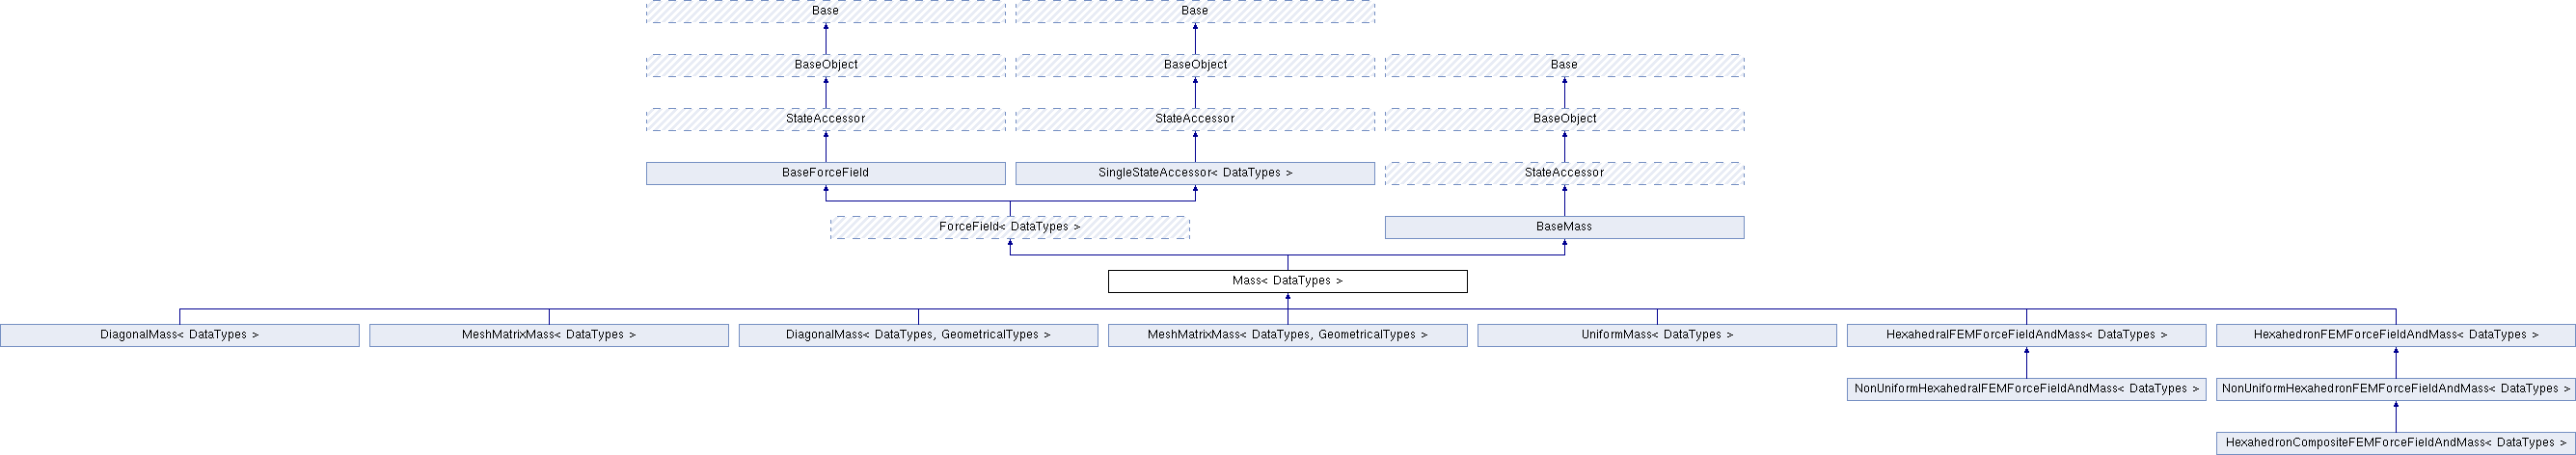 Base
Base
BaseObject
BaseObject
Base
StateAccessor
StateAccessor
BaseObject
BaseForceField
SingleStateAccessor< DataTypes >
StateAccessor
ForceField< DataTypes >
BaseMass
Mass< DataTypes >
DiagonalMass< DataTypes >
MeshMatrixMass< DataTypes >
DiagonalMass< DataTypes, GeometricalTypes >
MeshMatrixMass< DataTypes, GeometricalTypes >
UniformMass< DataTypes >
HexahedralFEMForceFieldAndMass< DataTypes >
HexahedronFEMForceFieldAndMass< DataTypes >
NonUniformHexahedralFEMForceFieldAndMass< DataTypes >
NonUniformHexahedronFEMForceFieldAndMass< DataTypes >
HexahedronCompositeFEMForceFieldAndMass< DataTypes >